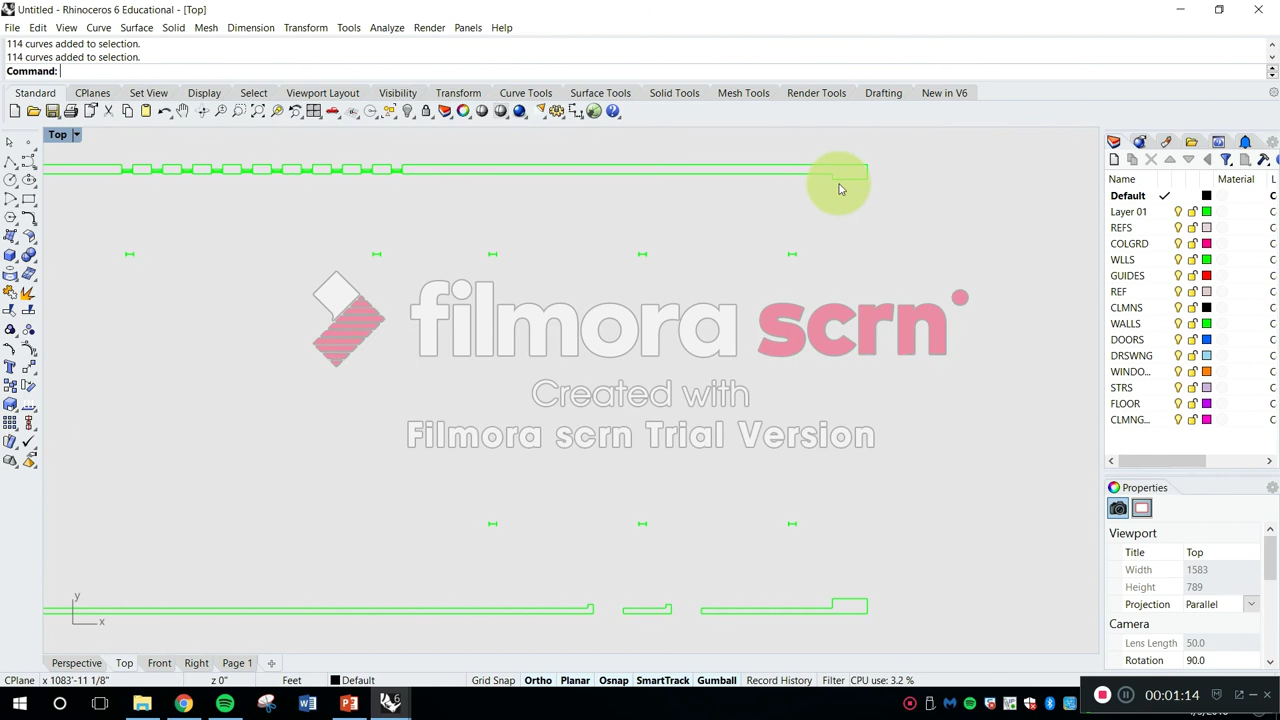 Untitled - Rhinoceros 6 Educational - [Top]
File Edit View Curve Surface Solid Mesh Dimension Transform Tools Analyze Render Panels Help
114 curves added to selection.
114 curves added to selection.
Command:
Standard CPlanes Set View Display Select Viewport Layout Visibility Transform Curve Tools Surface Tools Solid Tools Mesh Tools Render Tools Drafting New in V6
Top
Name Material L
Default C
Layer 01 C
REFS C
COLGRD C
WLLS C
GUIDES C
REF C
CLMNS C
WALLS C
DOORS C
DRSWNG C
WINDO... C
STRS C
FLOOR C
CLMNG... C
filmora scrn
Created with
Filmora scrn Trial Version
Properties
Viewport
Title Top
Width 1583
Height 789
Projection Parallel
Camera
Lens Length 50.0
Rotation 90.0
y
x
Perspective Top Front Right Page 1
CPlane x 1083'-11 1/8" z 0" Feet Default Grid Snap Ortho Planar Osnap SmartTrack Gumball Record History Filter CPU use: 3.2 %
00:01:14